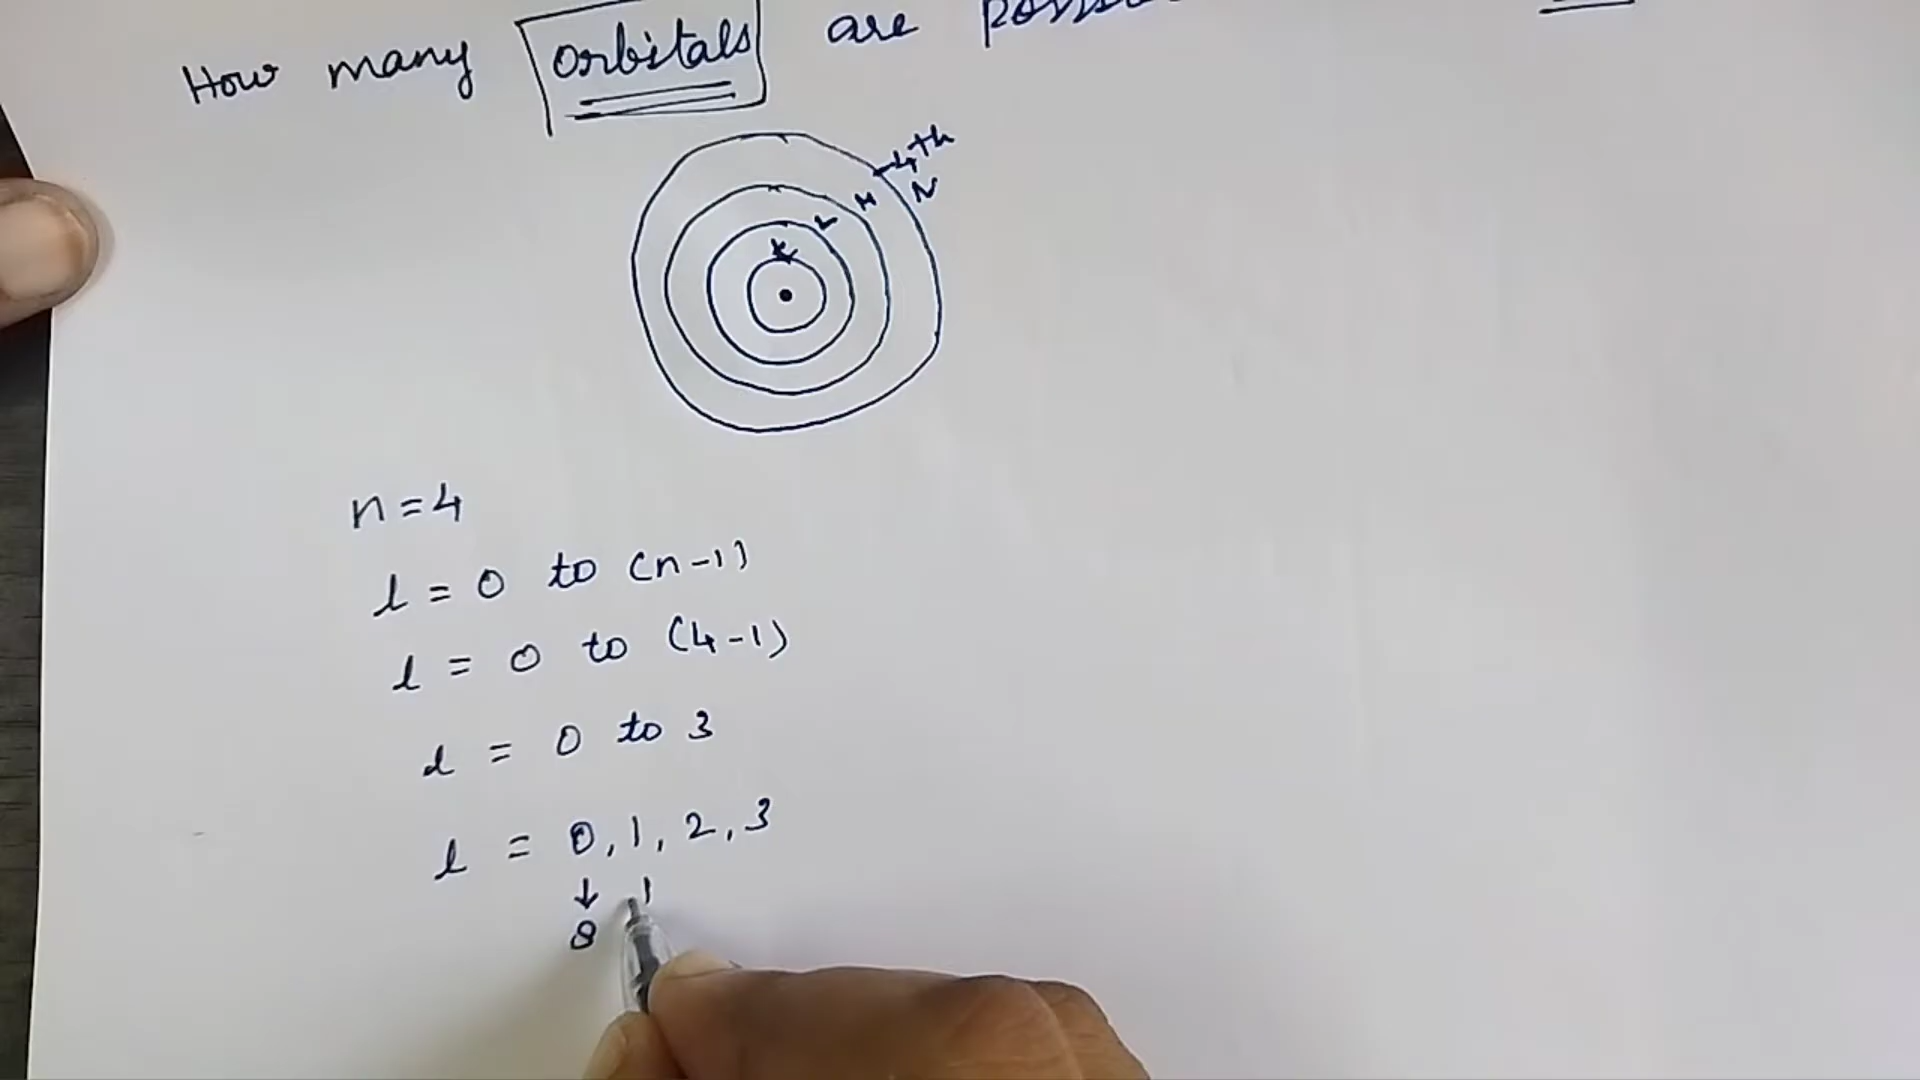 How many orbitals are
4th
N
M
L
K
n = 4
l = 0 to (n-1)
l = 0 to (4-1)
l = 0 to 3
l = 0, 1, 2, 3
↓
s